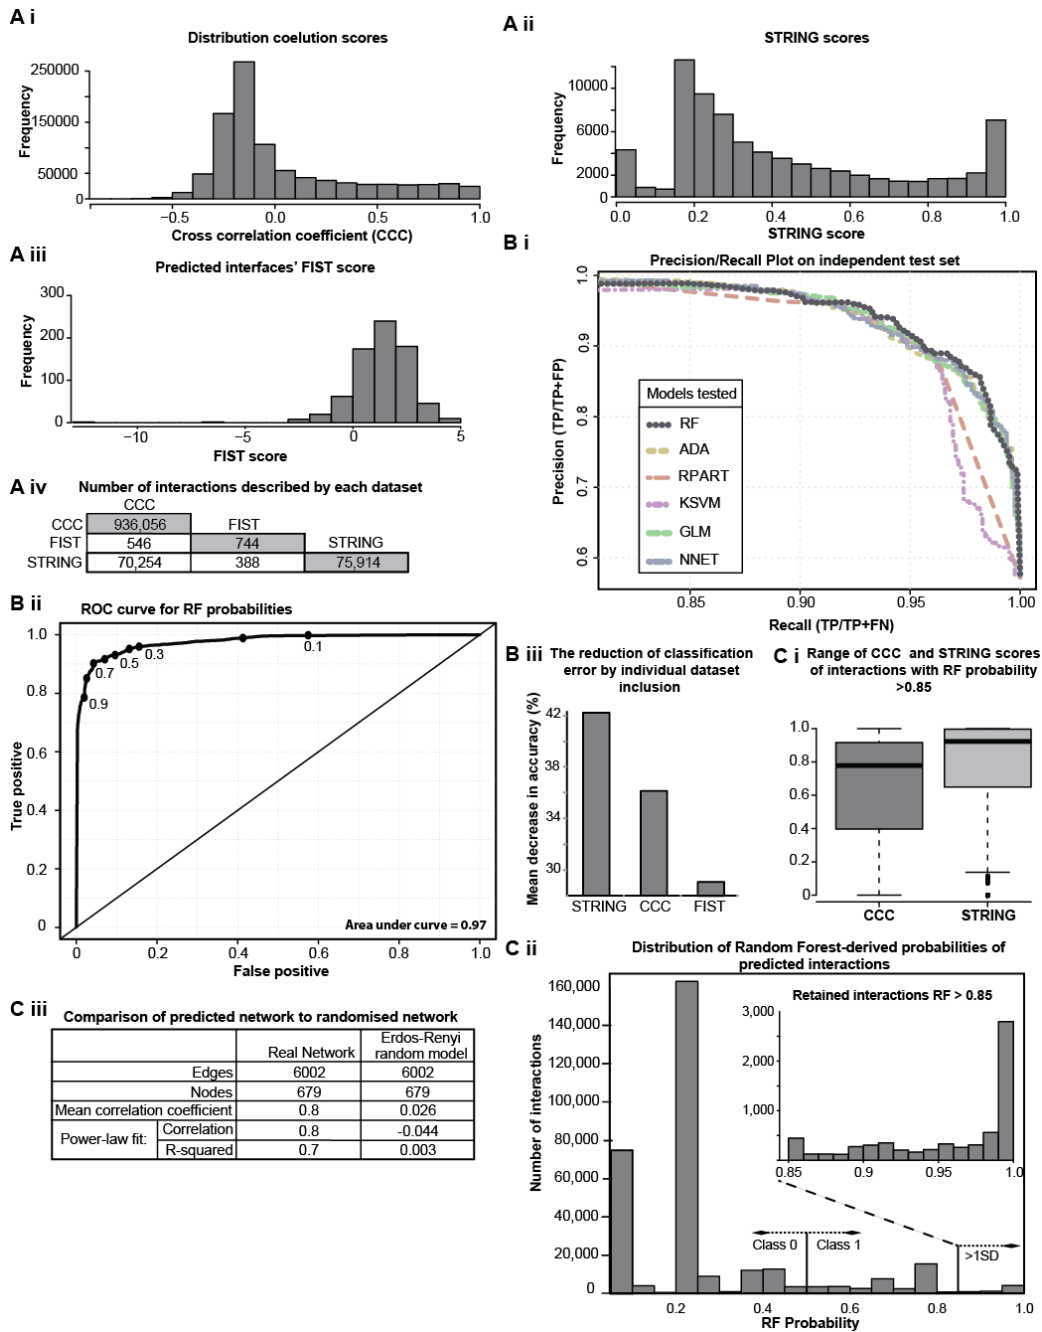 A i
Distribution coelution scores
250000
150000
50000
0
Frequency
−0.5
0.0
0.5
1.0
Cross correlation coefficient (CCC)
A ii
STRING scores
10000
6000
2000
0
Frequency
0.0
0.2
0.4
0.6
0.8
1.0
STRING score
A iii
Predicted interfaces’ FIST score
300
200
100
0
Frequency
−10
−5
0
5
FIST score
A iv
Number of interactions described by each dataset
CCC
CCC 936,056 FIST
FIST 546 744 STRING
STRING 70,254 388 75,914
B i
Precision/Recall Plot on independent test set
1.0
0.9
0.8
0.7
0.6
Precision (TP/TP+FP)
Models tested
RF
ADA
RPART
KSVM
GLM
NNET
0.85
0.90
0.95
1.00
Recall (TP/TP+FN)
B ii
ROC curve for RF probabilities
1.0
0.8
0.6
0.4
0.2
0
True positive
0.1
0.3
0.5
0.7
0.9
Area under curve = 0.97
0
0.2
0.4
0.6
0.8
1.0
False positive
B iii
The reduction of classification
error by individual dataset
inclusion
42
38
34
30
Mean decrease in accuracy (%)
STRING CCC FIST
C i
Range of CCC and STRING scores
of interactions with RF probability
>0.85
1.0
0.8
0.6
0.4
0.2
0
CCC STRING
C ii
Distribution of Random Forest-derived probabilities of
predicted interactions
160,000
140,000
120,000
100,000
80,000
60,000
40,000
20,000
0
Number of interactions
Retained interactions RF > 0.85
3,000
2,000
1,000
0.85
0.9
0.95
1.0
Class 0
Class 1
>1SD
0.2
0.4
0.6
0.8
1.0
RF Probability
C iii
Comparison of predicted network to randomised network
Real Network
Erdos-Renyi
random model
Edges 6002 6002
Nodes 679 679
Mean correlation coefficient 0.8 0.026
Power-law fit:
Correlation 0.8 -0.044
R-squared 0.7 0.003